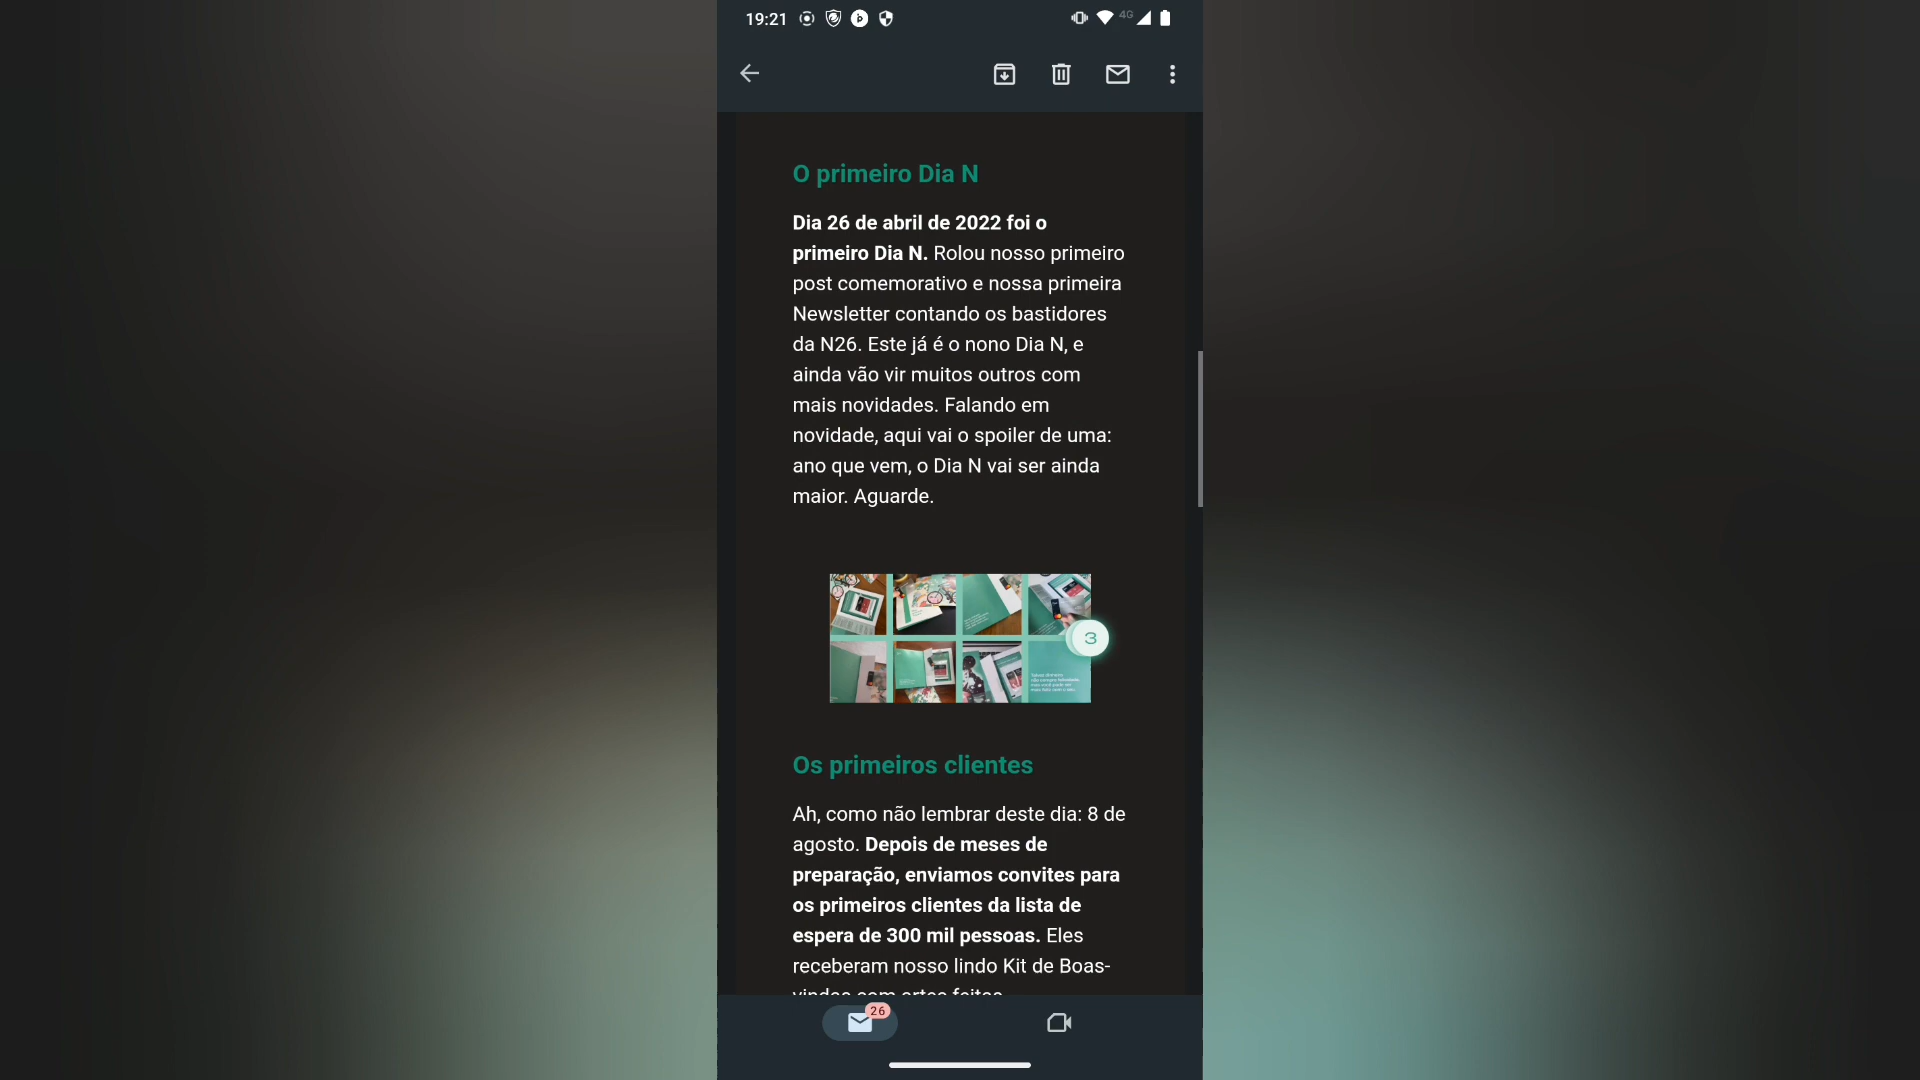 19:21
4G
O primeiro Dia N
Dia 26 de abril de 2022 foi o
primeiro Dia N. Rolou nosso primeiro
post comemorativo e nossa primeira
Newsletter contando os bastidores
da N26. Este já é o nono Dia N, e
ainda vão vir muitos outros com
mais novidades. Falando em
novidade, aqui vai o spoiler de uma:
ano que vem, o Dia N vai ser ainda
maior. Aguarde.
3
Os primeiros clientes
Ah, como não lembrar deste dia: 8 de
agosto. Depois de meses de
preparação, enviamos convites para
os primeiros clientes da lista de
espera de 300 mil pessoas. Eles
receberam nosso lindo Kit de Boas-
vindas com artes feitas
26